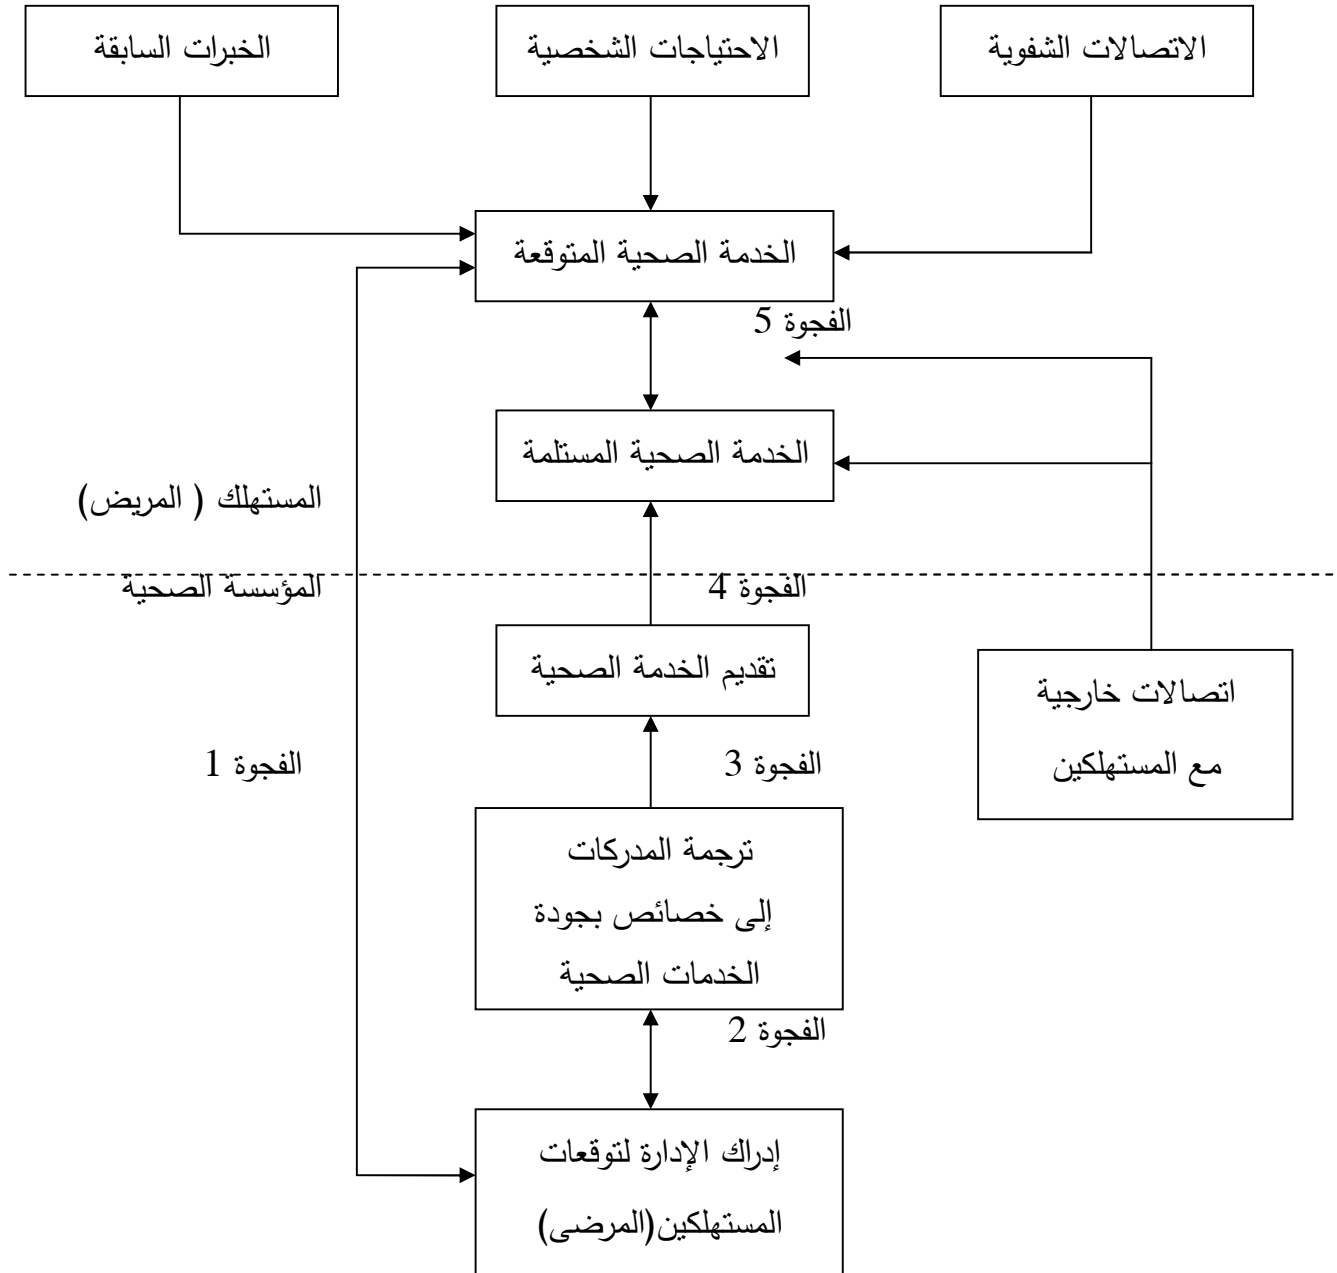 الاتصالات الشفوية
الاحتياجات الشخصية
الخبرات السابقة
الخدمة الصحية المتوقعة
الفجوة 5
الخدمة الصحية المستلمة
المستهلك ( المريض)
المؤسسة الصحية
الفجوة 4
تقديم الخدمة الصحية
اتصالات خارجية
مع المستهلكين
الفجوة 3
الفجوة 1
ترجمة المدركات
إلى خصائص بجودة
الخدمات الصحية
الفجوة 2
إدراك الإدارة لتوقعات
المستهلكين(المرضى)